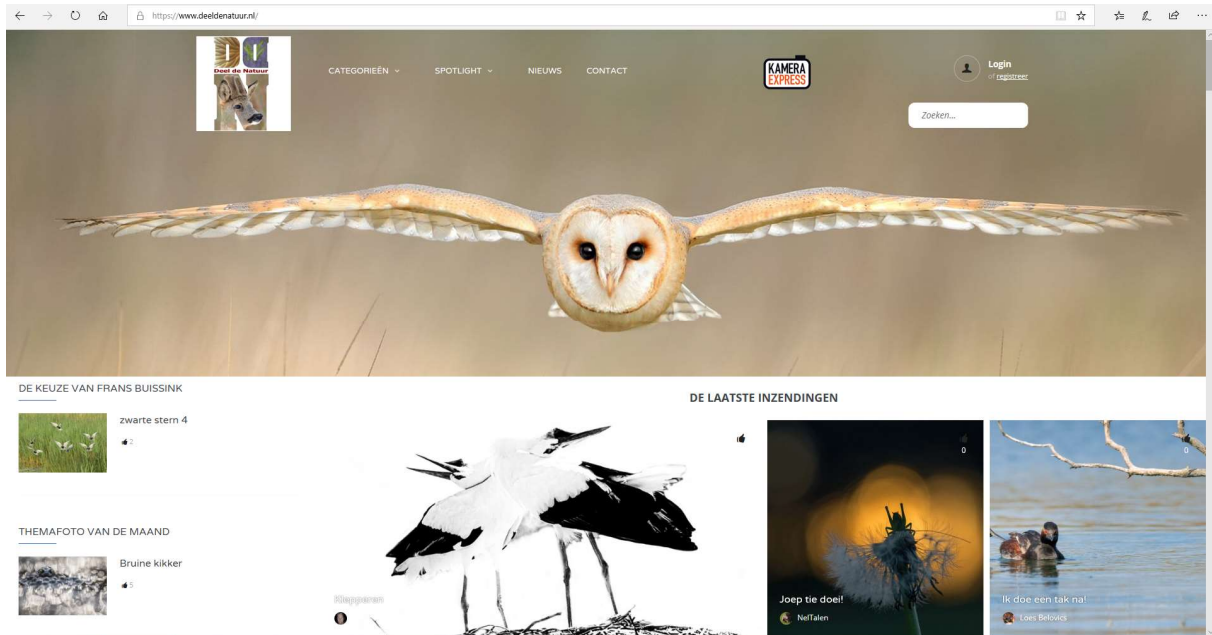 https://www.deeldenatuur.nl/
Deel de Natuur
CATEGORIEËN
SPOTLIGHT
NIEUWS
CONTACT
KAMERA
EXPRESS
Login
of registreer
Zoeken...
DE KEUZE VAN FRANS BUISSINK
zwarte stern 4
2
THEMAFOTO VAN DE MAAND
Bruine kikker
5
DE LAATSTE INZENDINGEN
Klepperen
0
Joep tie doei!
NelTalen
0
Ik doe een tak na!
Loes Belovics